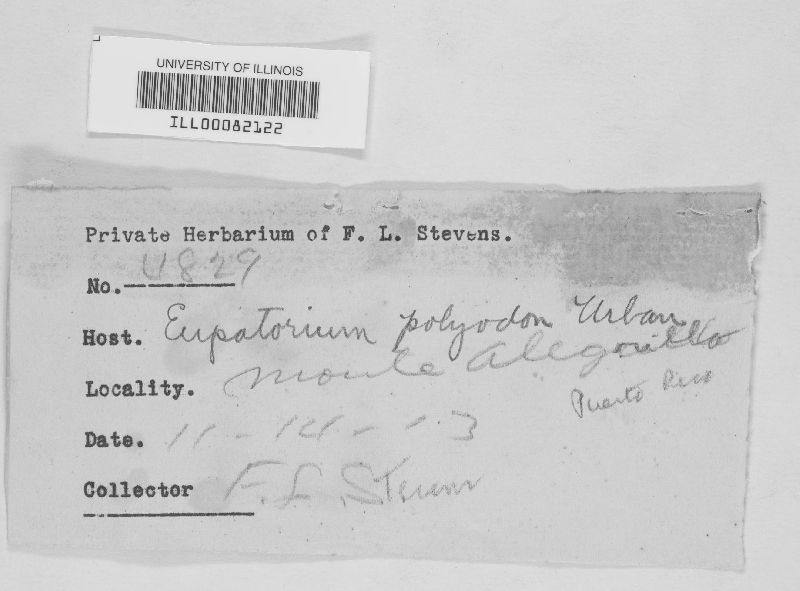 UNIVERSITY OF ILLINOIS
ILL00082122
Private Herbarium of F. L. Stevens.
No. 4829
Host. Eupatorium polyodon Urban
Locality. Monte Alegrillo
Puerto Rico
Date. 11-14-13
Collector F. L. Stevens